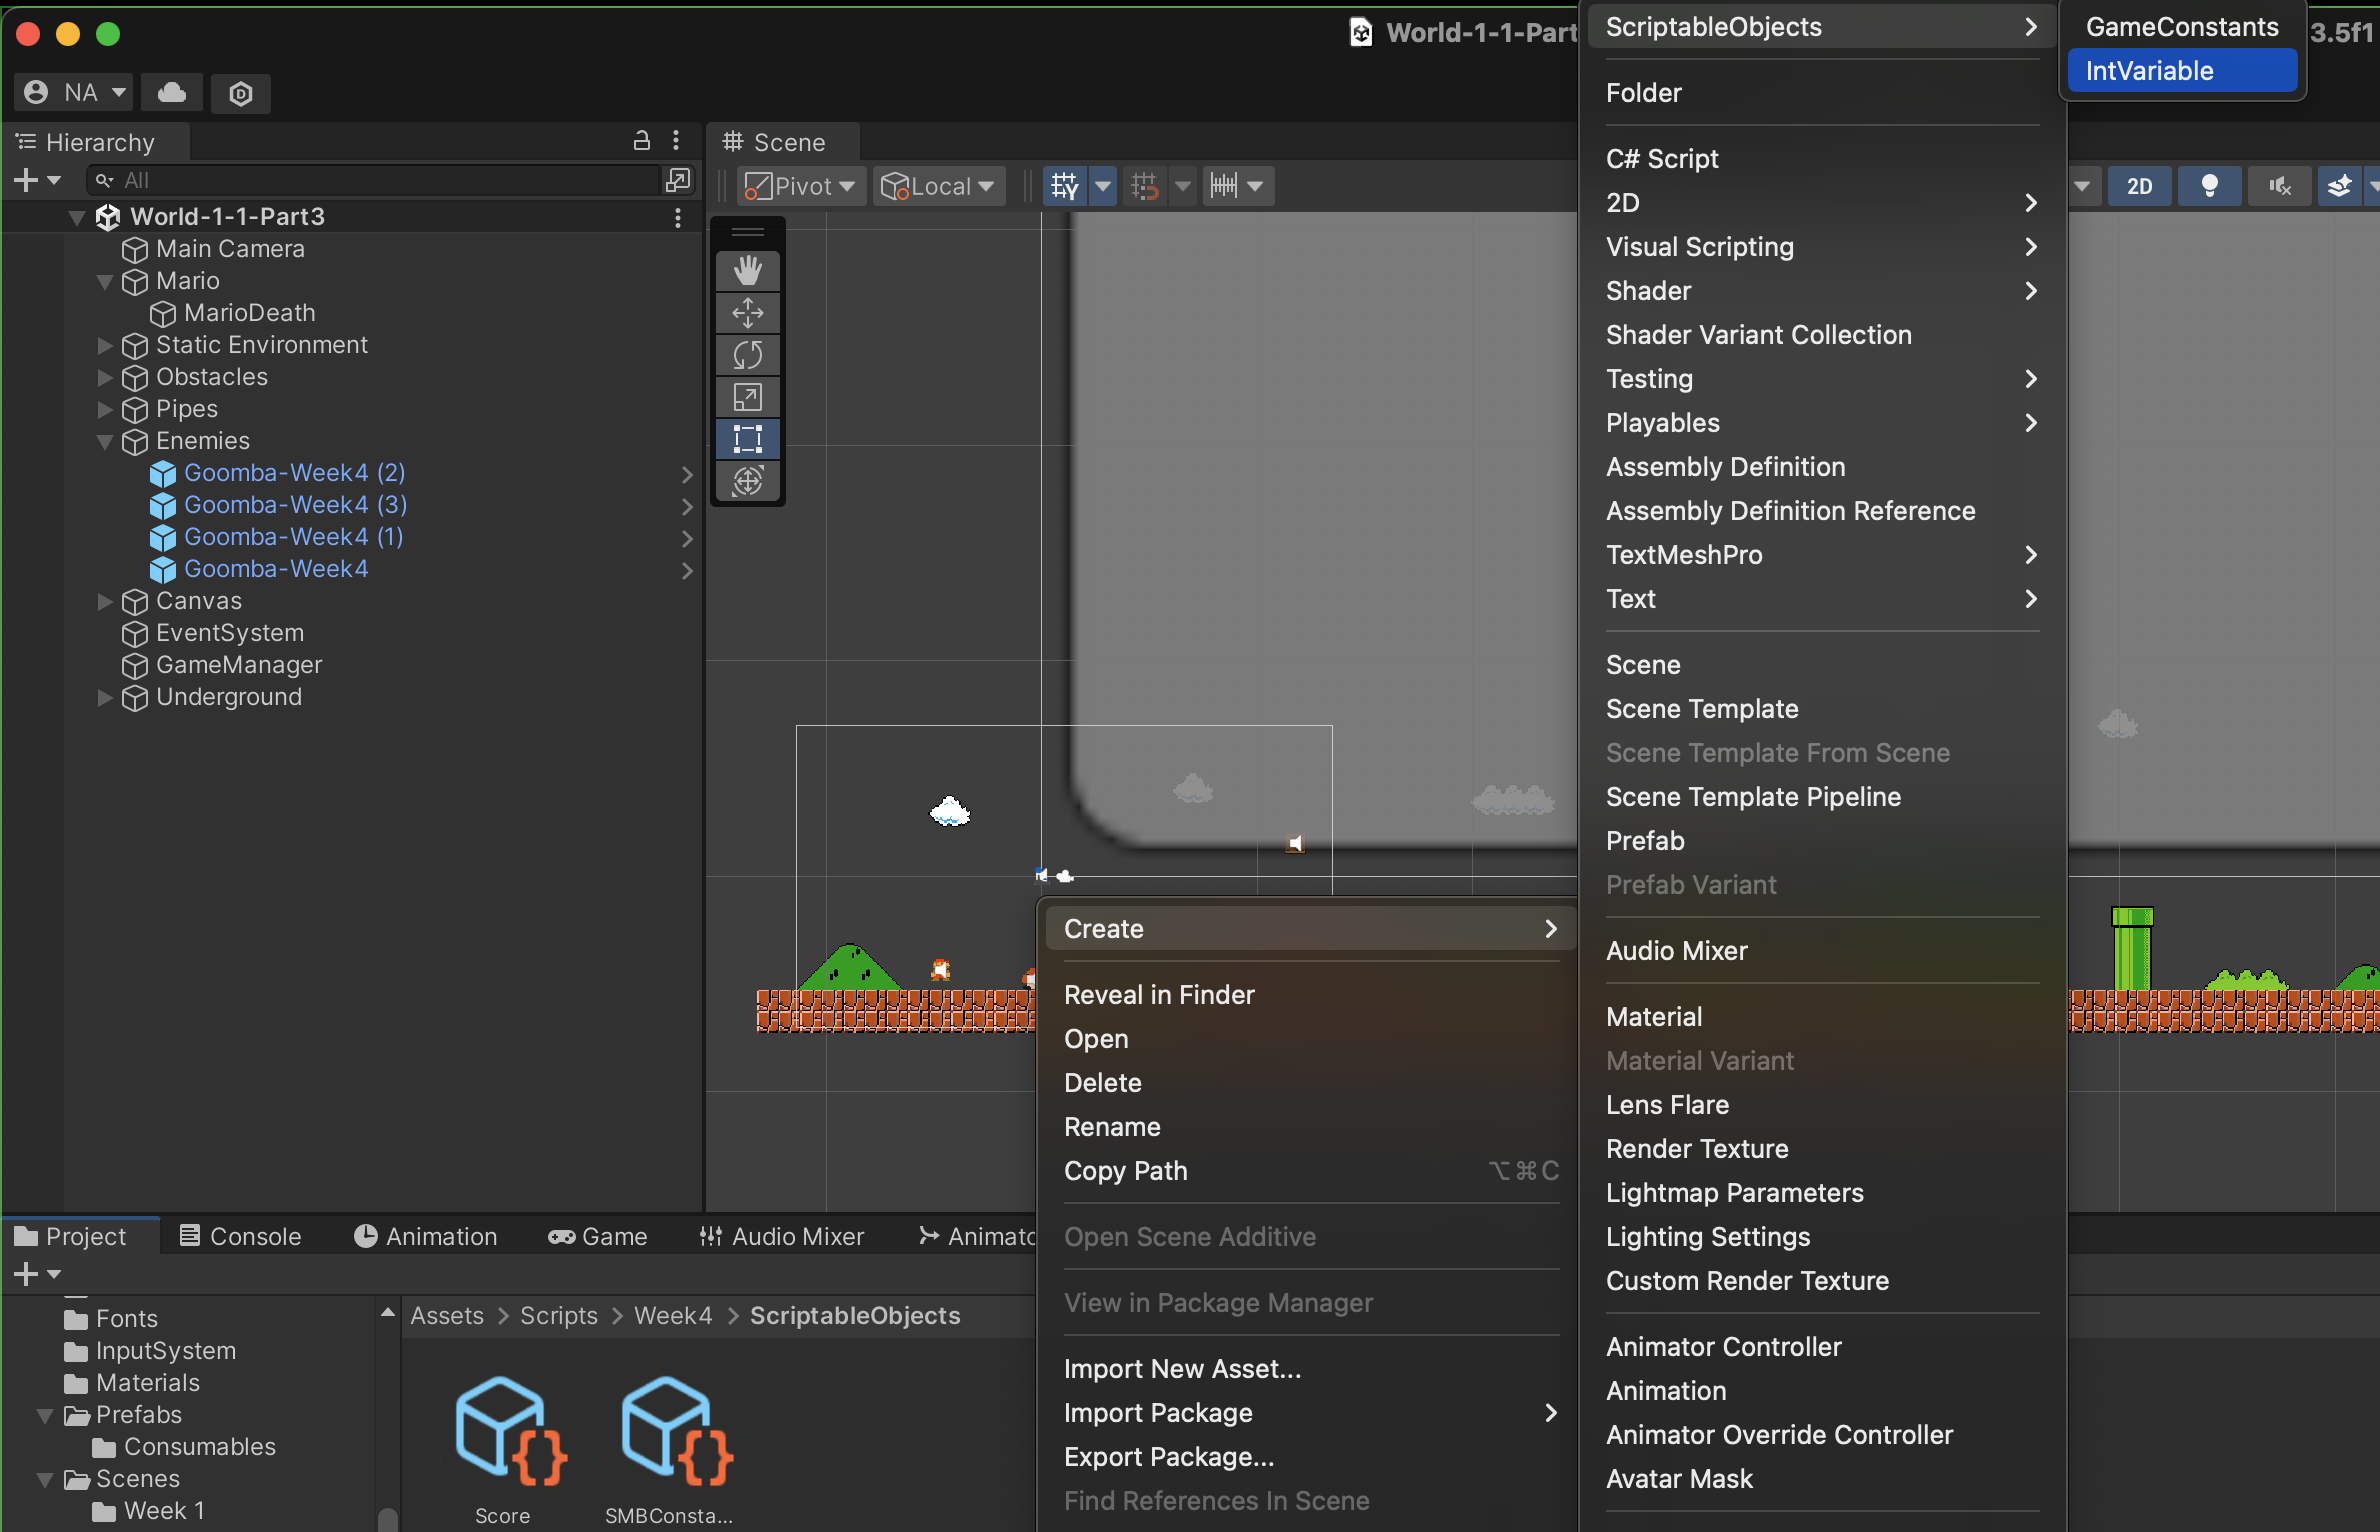 World-1-1-Part
3.5f1
NA
Hierarchy
All
World-1-1-Part3
Main Camera
Mario
MarioDeath
Static Environment
Obstacles
Pipes
Enemies
Goomba-Week4 (2)
Goomba-Week4 (3)
Goomba-Week4 (1)
Goomba-Week4
Canvas
EventSystem
GameManager
Underground
Scene
Pivot
Local
2D
ScriptableObjects
Folder
C# Script
2D
Visual Scripting
Shader
Shader Variant Collection
Testing
Playables
Assembly Definition
Assembly Definition Reference
TextMeshPro
Text
Scene
Scene Template
Scene Template From Scene
Scene Template Pipeline
Prefab
Prefab Variant
Audio Mixer
Material
Material Variant
Lens Flare
Render Texture
Lightmap Parameters
Lighting Settings
Custom Render Texture
Animator Controller
Animation
Animator Override Controller
Avatar Mask
GameConstants
IntVariable
Create
Reveal in Finder
Open
Delete
Rename
Copy Path ⌥⌘C
Open Scene Additive
View in Package Manager
Import New Asset...
Import Package
Export Package...
Find References In Scene
Project
Console
Animation
Game
Audio Mixer
Animato
Fonts
InputSystem
Materials
Prefabs
Consumables
Scenes
Week 1
Assets > Scripts > Week4 > ScriptableObjects
Score
SMBConsta...